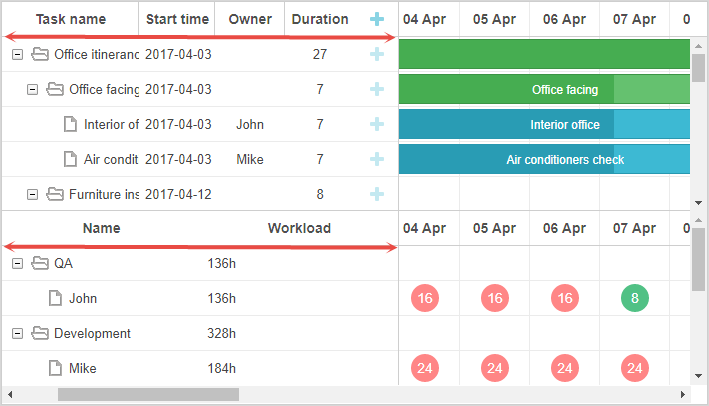 Task name Start time Owner Duration 04 Apr 05 Apr 06 Apr 07 Apr 0
Office itineranc 2017-04-03 27
Office facing 2017-04-03 7 Office facing
Interior of 2017-04-03 John 7 Interior office
Air condit 2017-04-03 Mike 7 Air conditioners check
Furniture ins 2017-04-12 8
Name Workload 04 Apr 05 Apr 06 Apr 07 Apr 0
QA 136h
John 136h 16 16 16 8
Development 328h
Mike 184h 24 24 24 24